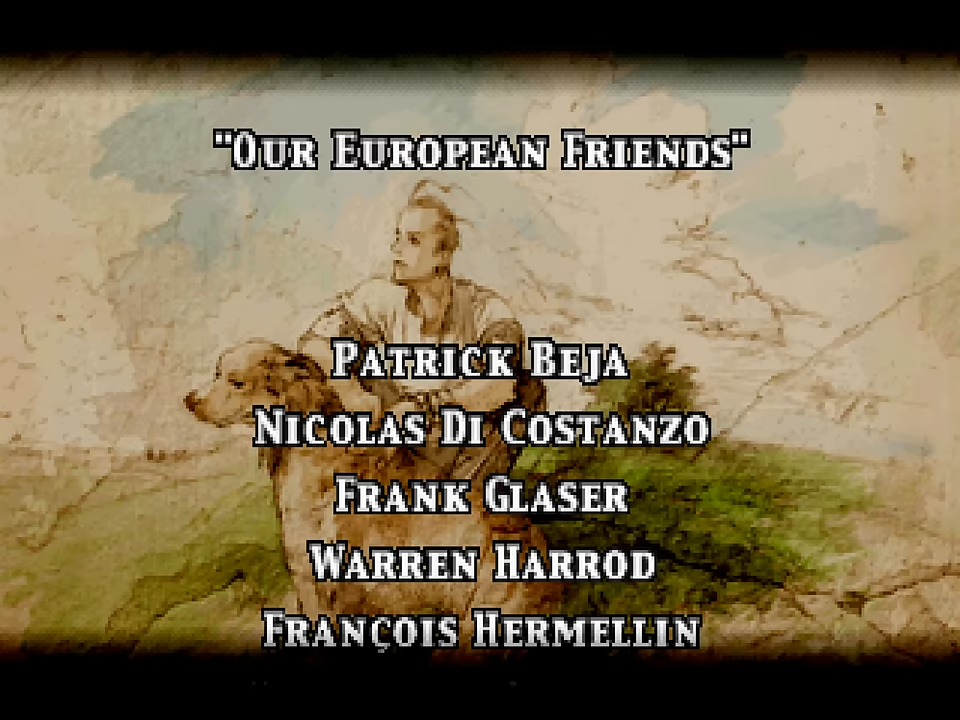 "Our European Friends"
Patrick Beja
Nicolas Di Costanzo
Frank Glaser
Warren Harrod
François Hermellin